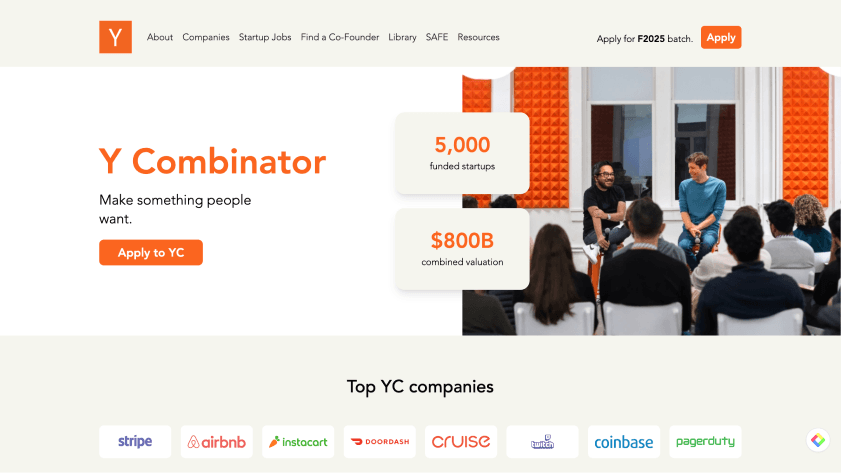 Y
About Companies Startup Jobs Find a Co-Founder Library SAFE Resources
Apply for F2025 batch. Apply
Y Combinator
Make something people
want.
Apply to YC
5,000
funded startups
$800B
combined valuation
Top YC companies
stripe
airbnb
instacart
DOORDASH
CRUISE
twitch
coinbase
pagerduty